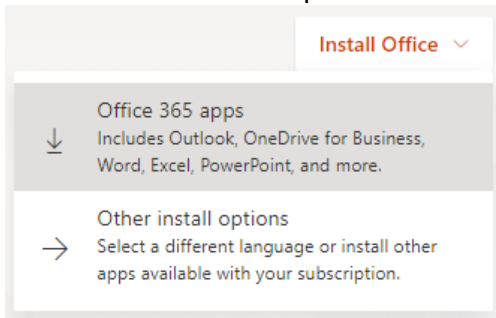 Install Office
Office 365 apps
Includes Outlook, OneDrive for Business,
Word, Excel, PowerPoint, and more.
Other install options
Select a different language or install other
apps available with your subscription.